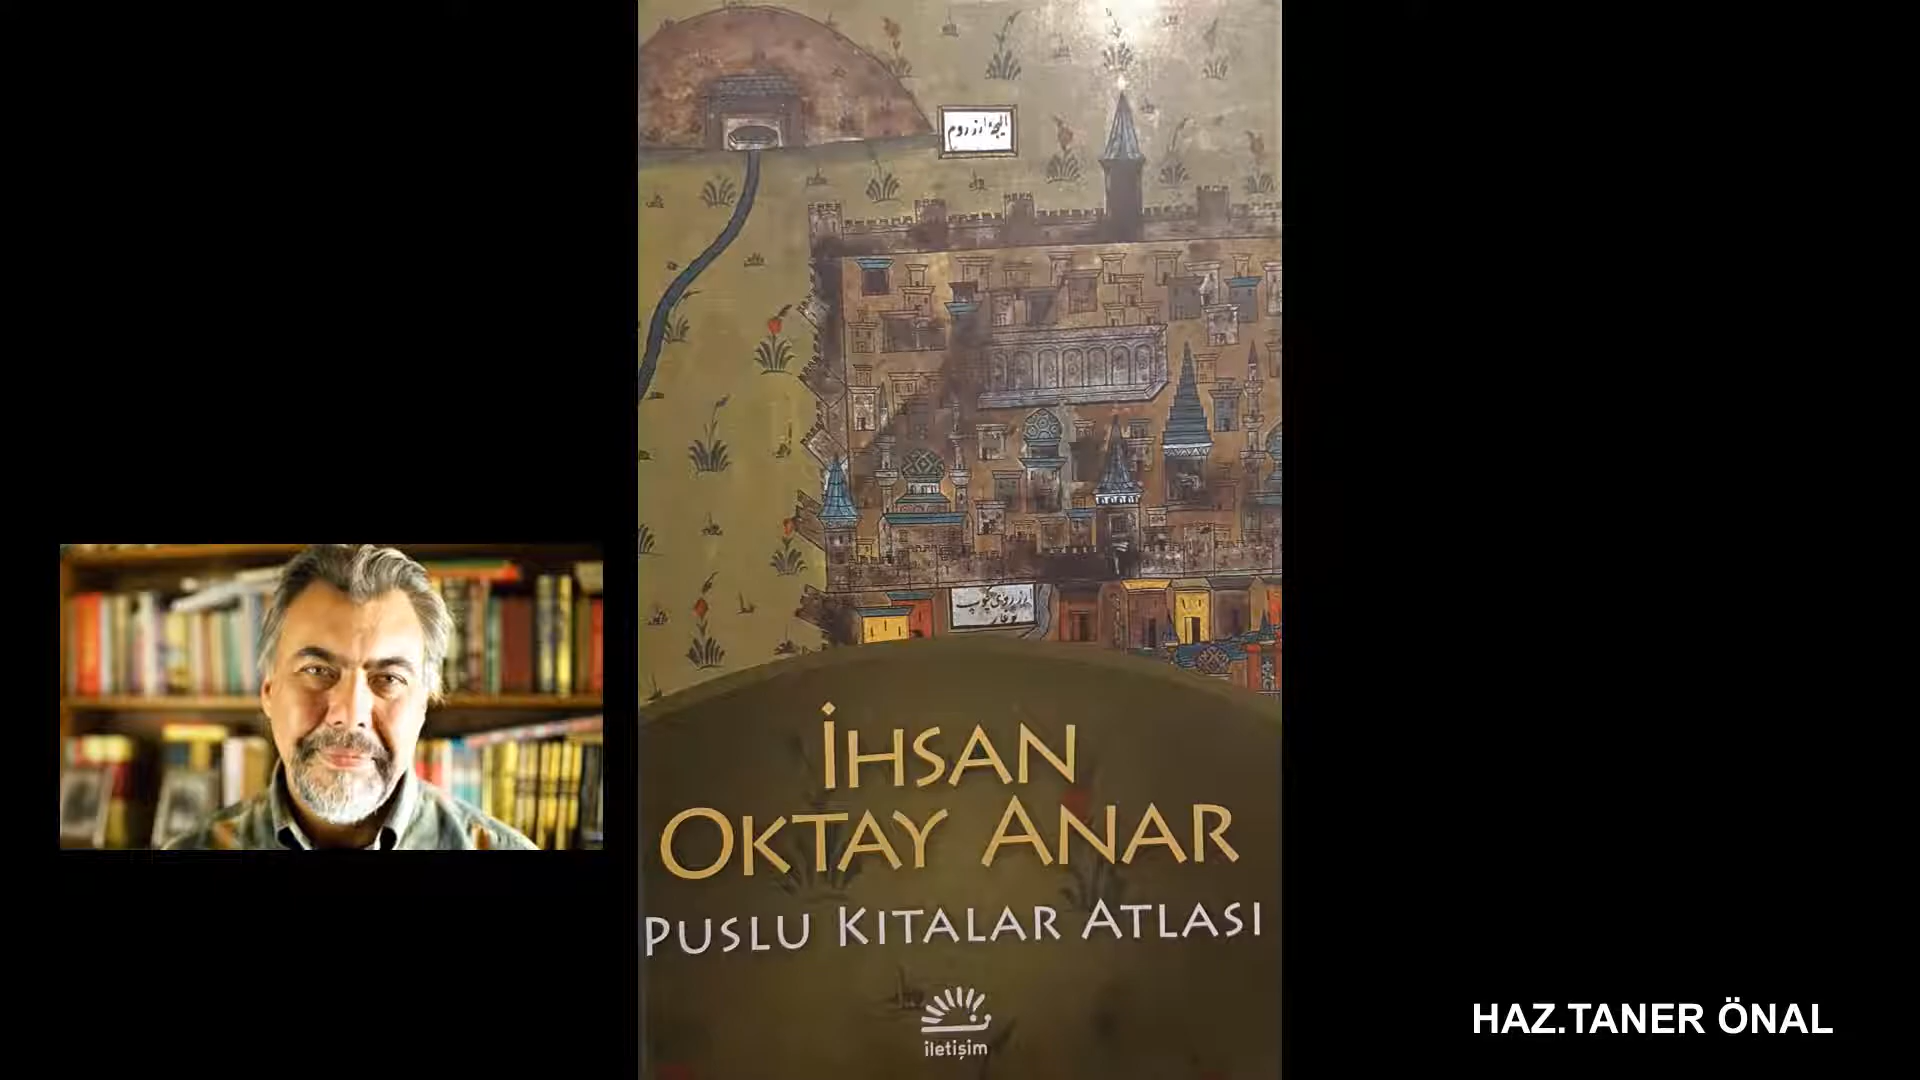 İHSAN
OKTAY ANAR
PUSLU KITALAR ATLASI
iletişim
HAZ.TANER ÖNAL